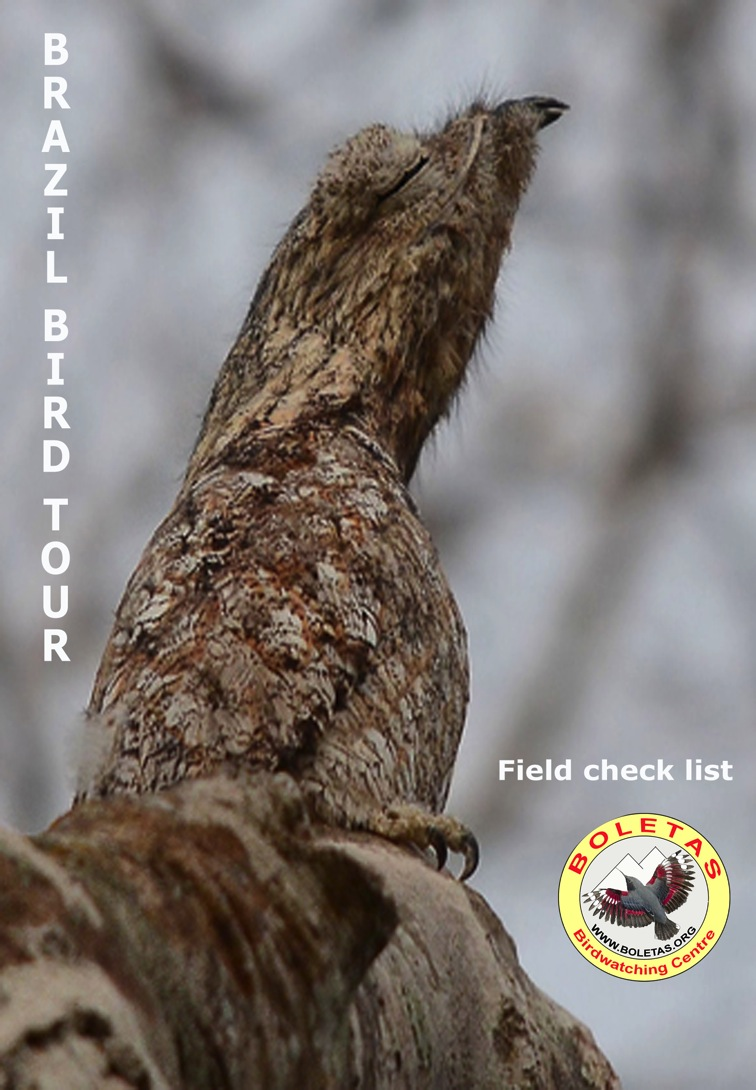 BRAZIL BIRD TOUR
Field check list
BOLETAS
WWW.BOLETAS.ORG
Birdwatching Centre